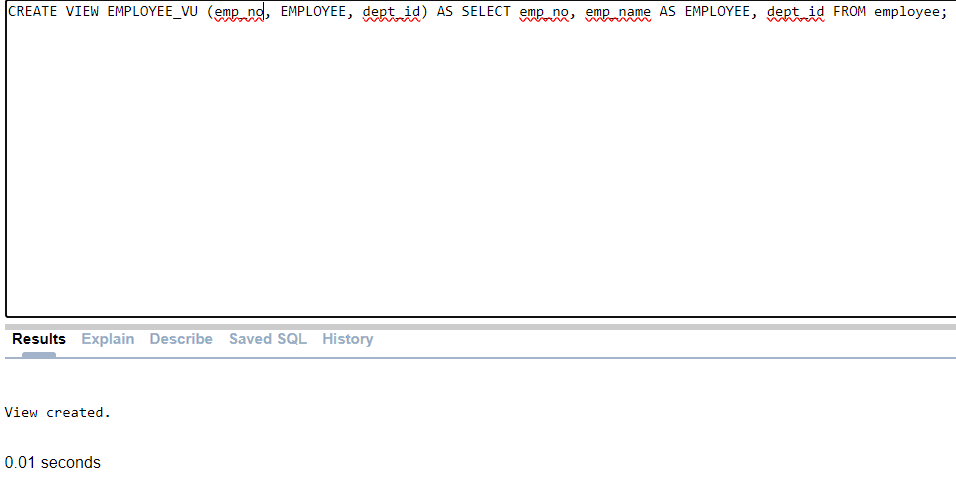 CREATE VIEW EMPLOYEE_VU (emp_no, EMPLOYEE, dept_id) AS SELECT emp_no, emp_name AS EMPLOYEE, dept_id FROM employee;
Results Explain Describe Saved SQL History
View created.
0.01 seconds